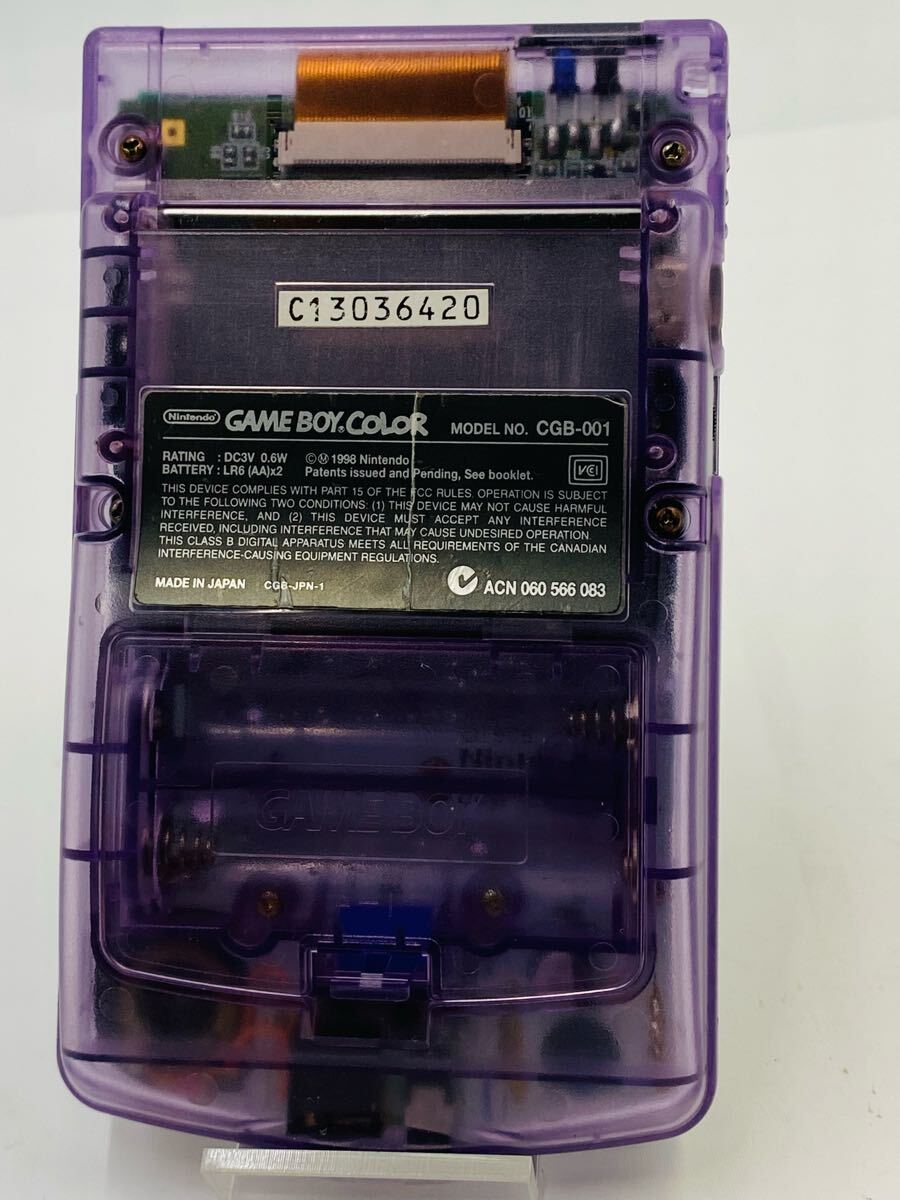 C13036420
Nintendo GAME BOY COLOR MODEL NO. CGB-001
RATING : DC3V 0.6W ©Ⓜ1998 Nintendo
BATTERY : LR6 (AA)x2 Patents issued and Pending, See booklet. VCI
THIS DEVICE COMPLIES WITH PART 15 OF THE FCC RULES. OPERATION IS SUBJECT
TO THE FOLLOWING TWO CONDITIONS: (1) THIS DEVICE MAY NOT CAUSE HARMFUL
INTERFERENCE, AND (2) THIS DEVICE MUST ACCEPT ANY INTERFERENCE
RECEIVED, INCLUDING INTERFERENCE THAT MAY CAUSE UNDESIRED OPERATION.
THIS CLASS B DIGITAL APPARATUS MEETS ALL REQUIREMENTS OF THE CANADIAN
INTERFERENCE-CAUSING EQUIPMENT REGULATIONS.
MADE IN JAPAN CGB-JPN-1 ACN 060 566 083
GAME BOY